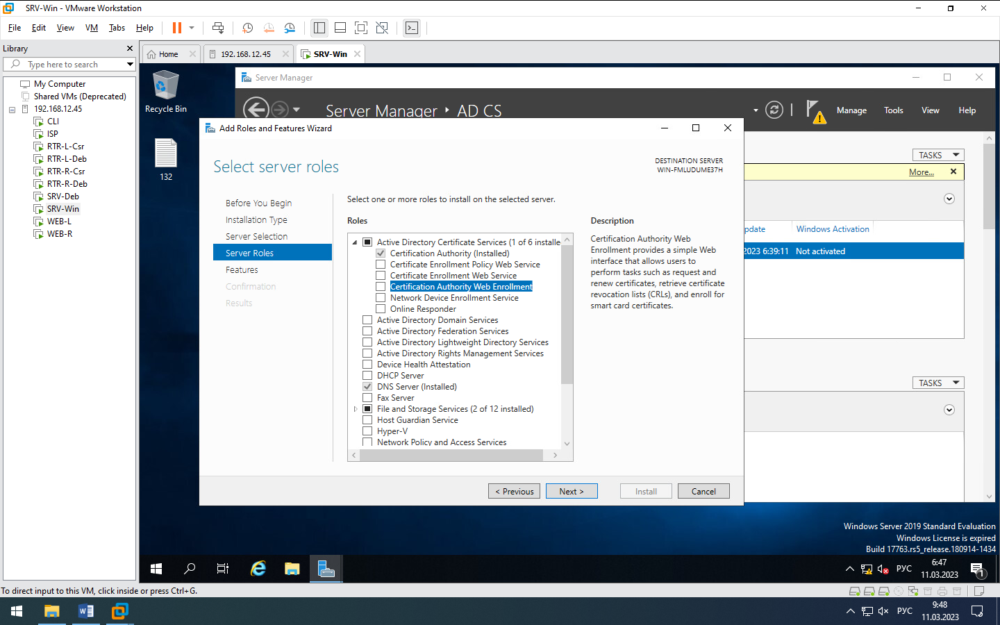 SRV-Win - VMware Workstation
File Edit View VM Tabs Help
Library
Type here to search
My Computer
Shared VMs (Deprecated)
192.168.12.45
CLI
ISP
RTR-L-Csr
RTR-L-Deb
RTR-R-Csr
RTR-R-Deb
SRV-Deb
SRV-Win
WEB-L
WEB-R
Home
192.168.12.45
SRV-Win
Recycle Bin
132
Server Manager
Server Manager AD CS
Manage Tools View Help
TASKS
More...
pdate Windows Activation
2023 6:39:11 Not activated
TASKS
Add Roles and Features Wizard
Select server roles
DESTINATION SERVER
WIN-FMLUDUME37H
Before You Begin
Installation Type
Server Selection
Server Roles
Features
Confirmation
Results
Select one or more roles to install on the selected server.
Roles
Active Directory Certificate Services (1 of 6 installe
Certification Authority (Installed)
Certificate Enrollment Policy Web Service
Certificate Enrollment Web Service
Certification Authority Web Enrollment
Network Device Enrollment Service
Online Responder
Active Directory Domain Services
Active Directory Federation Services
Active Directory Lightweight Directory Services
Active Directory Rights Management Services
Device Health Attestation
DHCP Server
DNS Server (Installed)
Fax Server
File and Storage Services (2 of 12 installed)
Host Guardian Service
Hyper-V
Network Policy and Access Services
Description
Certification Authority Web
Enrollment provides a simple Web
interface that allows users to
perform tasks such as request and
renew certificates, retrieve certificate
revocation lists (CRLs), and enroll for
smart card certificates.
< Previous Next > Install Cancel
Windows Server 2019 Standard Evaluation
Windows License is expired
Build 17763.rs5_release.180914-1434
РУС
6:47
11.03.2023
1
To direct input to this VM, click inside or press Ctrl+G.
РУС
9:48
11.03.2023